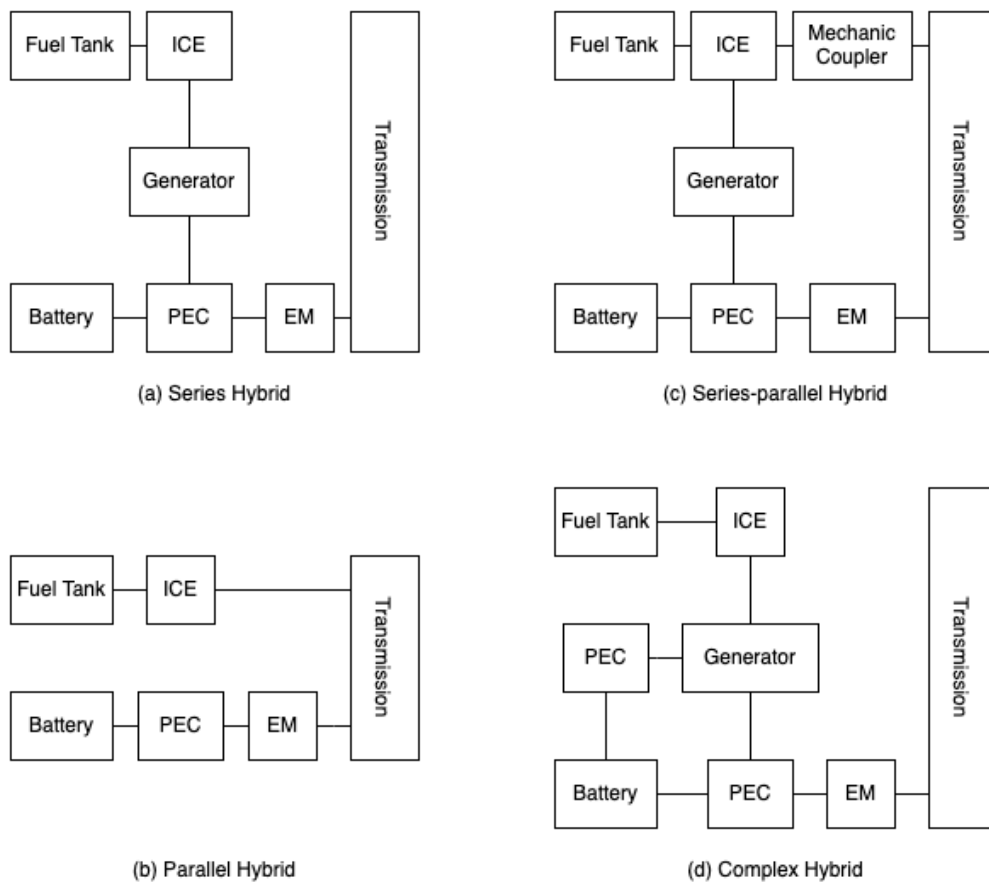 Fuel Tank
ICE
Generator
Battery
PEC
EM
Transmission
(a) Series Hybrid
Fuel Tank
ICE
Mechanic
Coupler
Generator
Battery
PEC
EM
Transmission
(c) Series-parallel Hybrid
Fuel Tank
ICE
Battery
PEC
EM
Transmission
(b) Parallel Hybrid
Fuel Tank
ICE
PEC
Generator
Battery
PEC
EM
Transmission
(d) Complex Hybrid